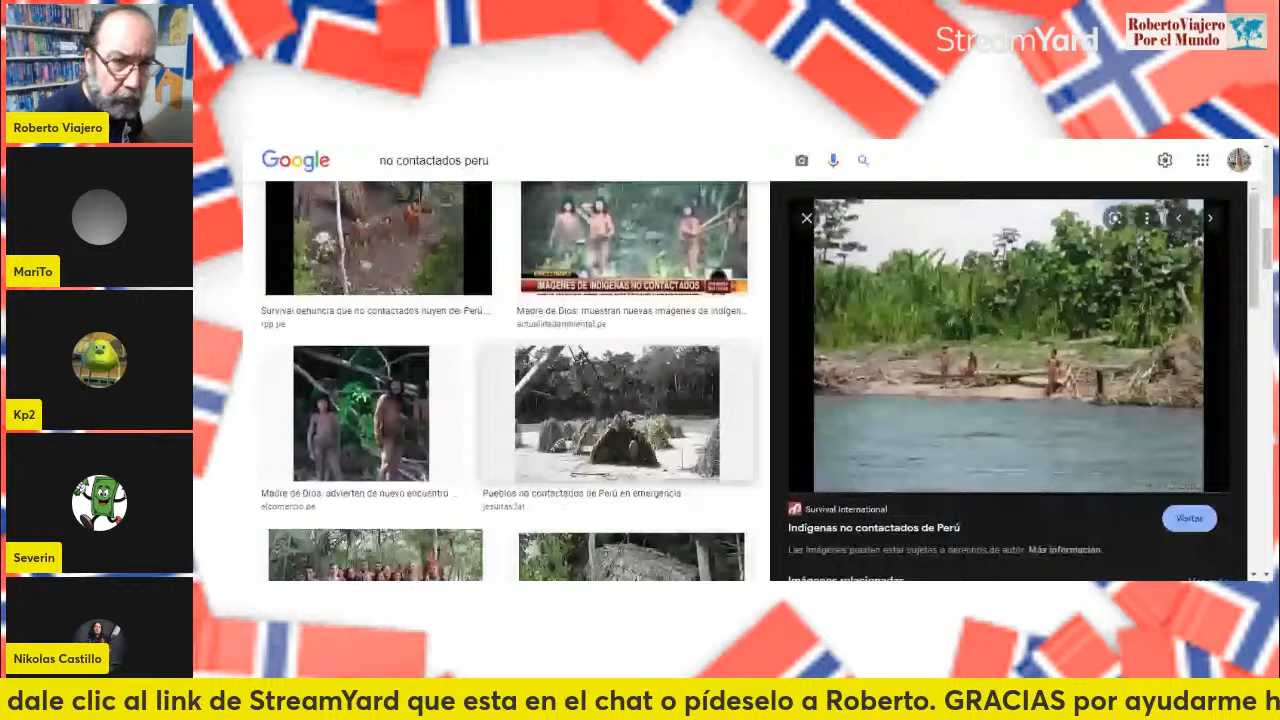 StreamYard
RobertoViajero
Por el Mundo
Roberto Viajero
MariTo
Kp2
Severin
Nikolas Castillo
Google
no contactados peru
IMÁGENES DE INDÍGENAS NO CONTACTADOS
Survival denuncia que no contactados huyen del Perú...
rpp.pe
Madre de Dios: muestran nuevas imágenes de indígen...
actualidadambiental.pe
Madre de Dios: advierten de nuevo encuentro ...
elcomercio.pe
Pueblos no contactados de Perú en emergencia
jesuitas.lat
Survival International
Indígenas no contactados de Perú
Visitar
Las imágenes pueden estar sujetas a derechos de autor. Más información
Imágenes relacionadas
dale clic al link de StreamYard que esta en el chat o pídeselo a Roberto. GRACIAS por ayudarme h